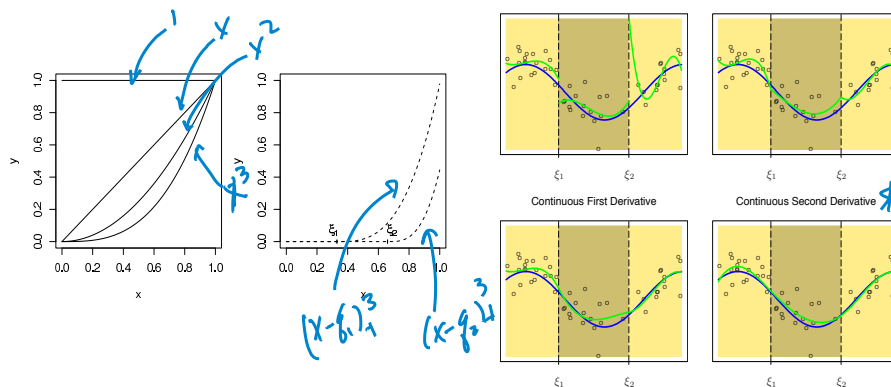 1
x
x²
x³
y
1.0
0.8
0.6
0.4
0.2
0.0
0.0 0.2 0.4 0.6 0.8 1.0
x
y
1.0
0.8
0.6
0.4
0.2
0.0
ξ1 ξ2
0.0 0.2 0.4 0.6 0.8 1.0
x
(x-ξ₁)³₊
(x-ξ₂)³₊
ξ1 ξ2
ξ1 ξ2
Continuous First Derivative
Continuous Second Derivative
ξ1 ξ2
ξ1 ξ2